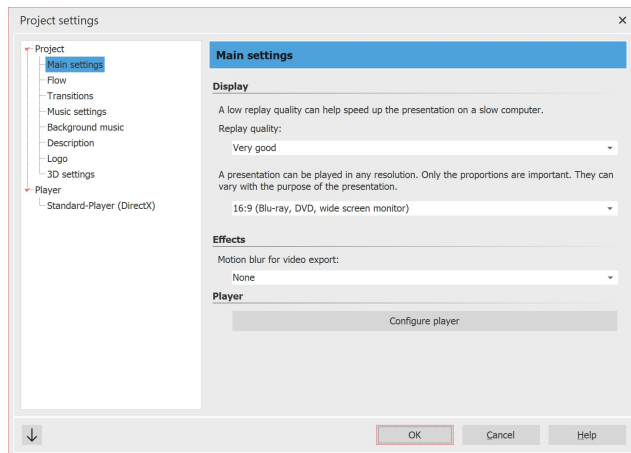 Project settings
Project
Main settings
Flow
Transitions
Music settings
Background music
Description
Logo
3D settings
Player
Standard-Player (DirectX)
Main settings
Display
A low replay quality can help speed up the presentation on a slow computer.
Replay quality:
Very good
A presentation can be played in any resolution. Only the proportions are important. They can
vary with the purpose of the presentation.
16:9 (Blu-ray, DVD, wide screen monitor)
Effects
Motion blur for video export:
None
Player
Configure player
OK
Cancel
Help